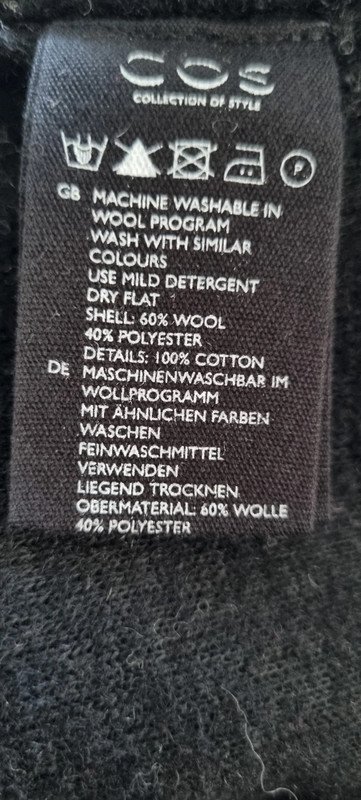 COS
COLLECTION OF STYLE
P
GB MACHINE WASHABLE IN
WOOL PROGRAM
WASH WITH SIMILAR
COLOURS
USE MILD DETERGENT
DRY FLAT
SHELL: 60% WOOL
40% POLYESTER
DETAILS: 100% COTTON
DE MASCHINENWASCHBAR IM
WOLLPROGRAMM
MIT ÄHNLICHEN FARBEN
WASCHEN
FEINWASCHMITTEL
VERWENDEN
LIEGEND TROCKNEN
OBERMATERIAL: 60% WOLLE
40% POLYESTER